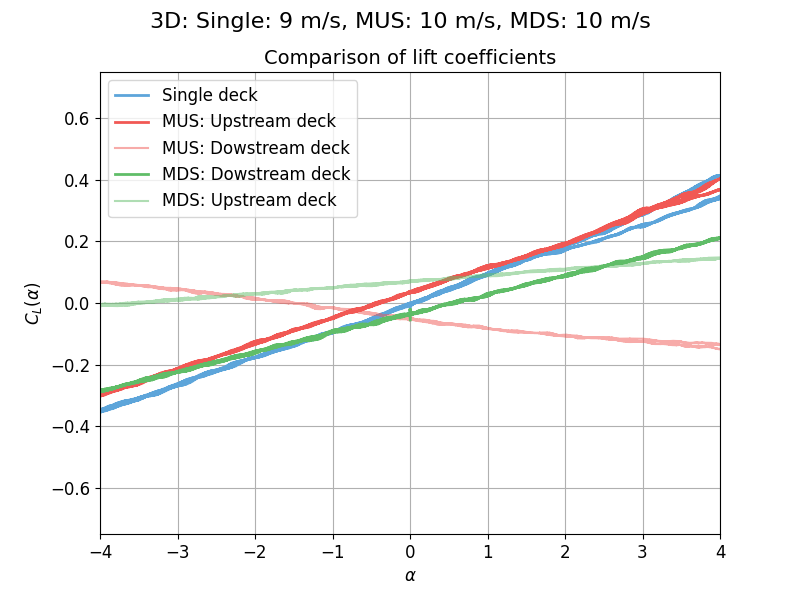 3D: Single: 9 m/s, MUS: 10 m/s, MDS: 10 m/s
Comparison of lift coefficients
Single deck
MUS: Upstream deck
MUS: Dowstream deck
MDS: Downstream deck
MDS: Upstream deck
0.6
0.4
0.2
0.0
−0.2
−0.4
−0.6
C_L(α)
−4 −3 −2 −1 0 1 2 3 4
α